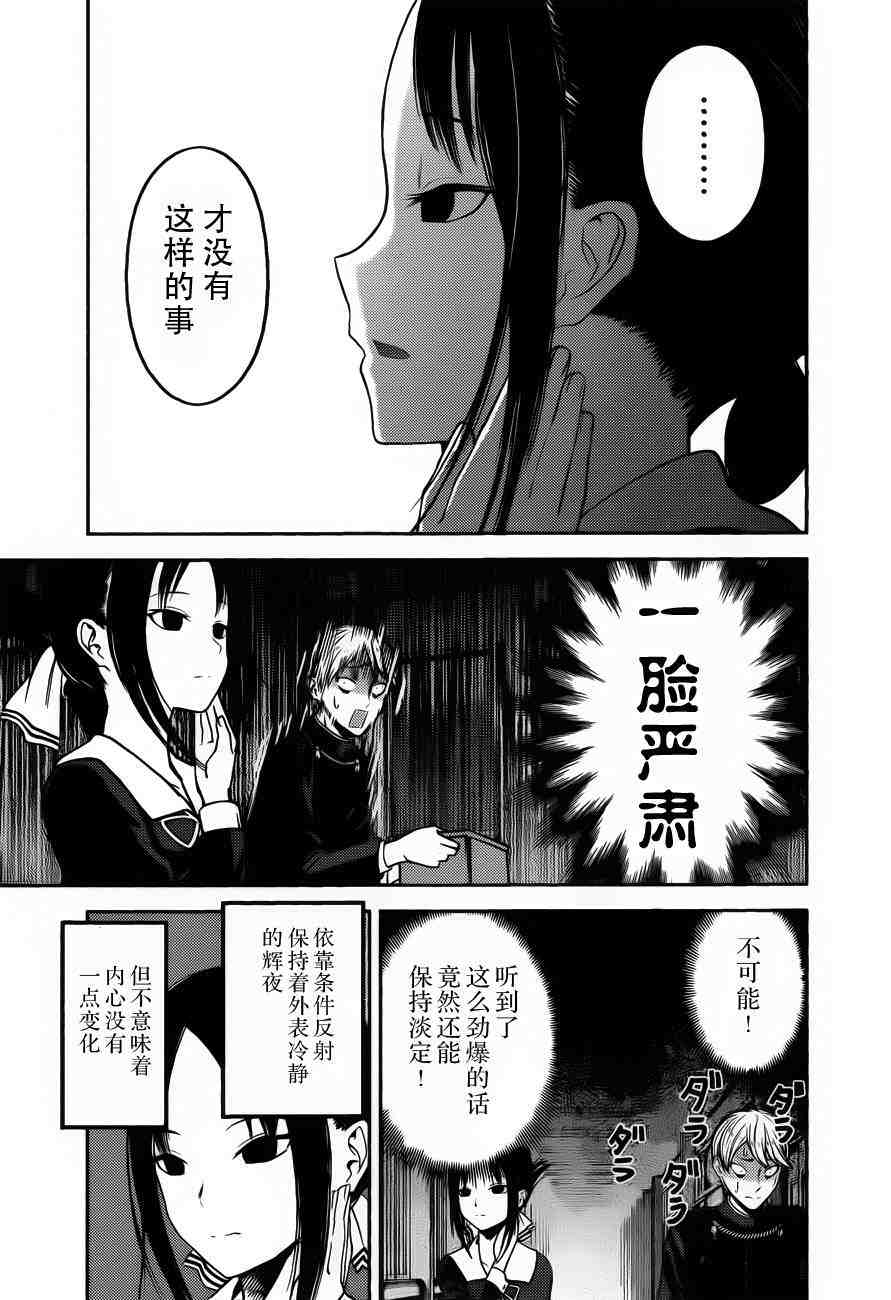 ………
才没有
这样的事
一脸严肃
不可能！
听到了
这么劲爆的话
竟然还能
保持淡定！
ダラ
ダラ
ダラ
依靠条件反射
保持着外表冷静
的辉夜
但不意味着
内心没有
一点变化